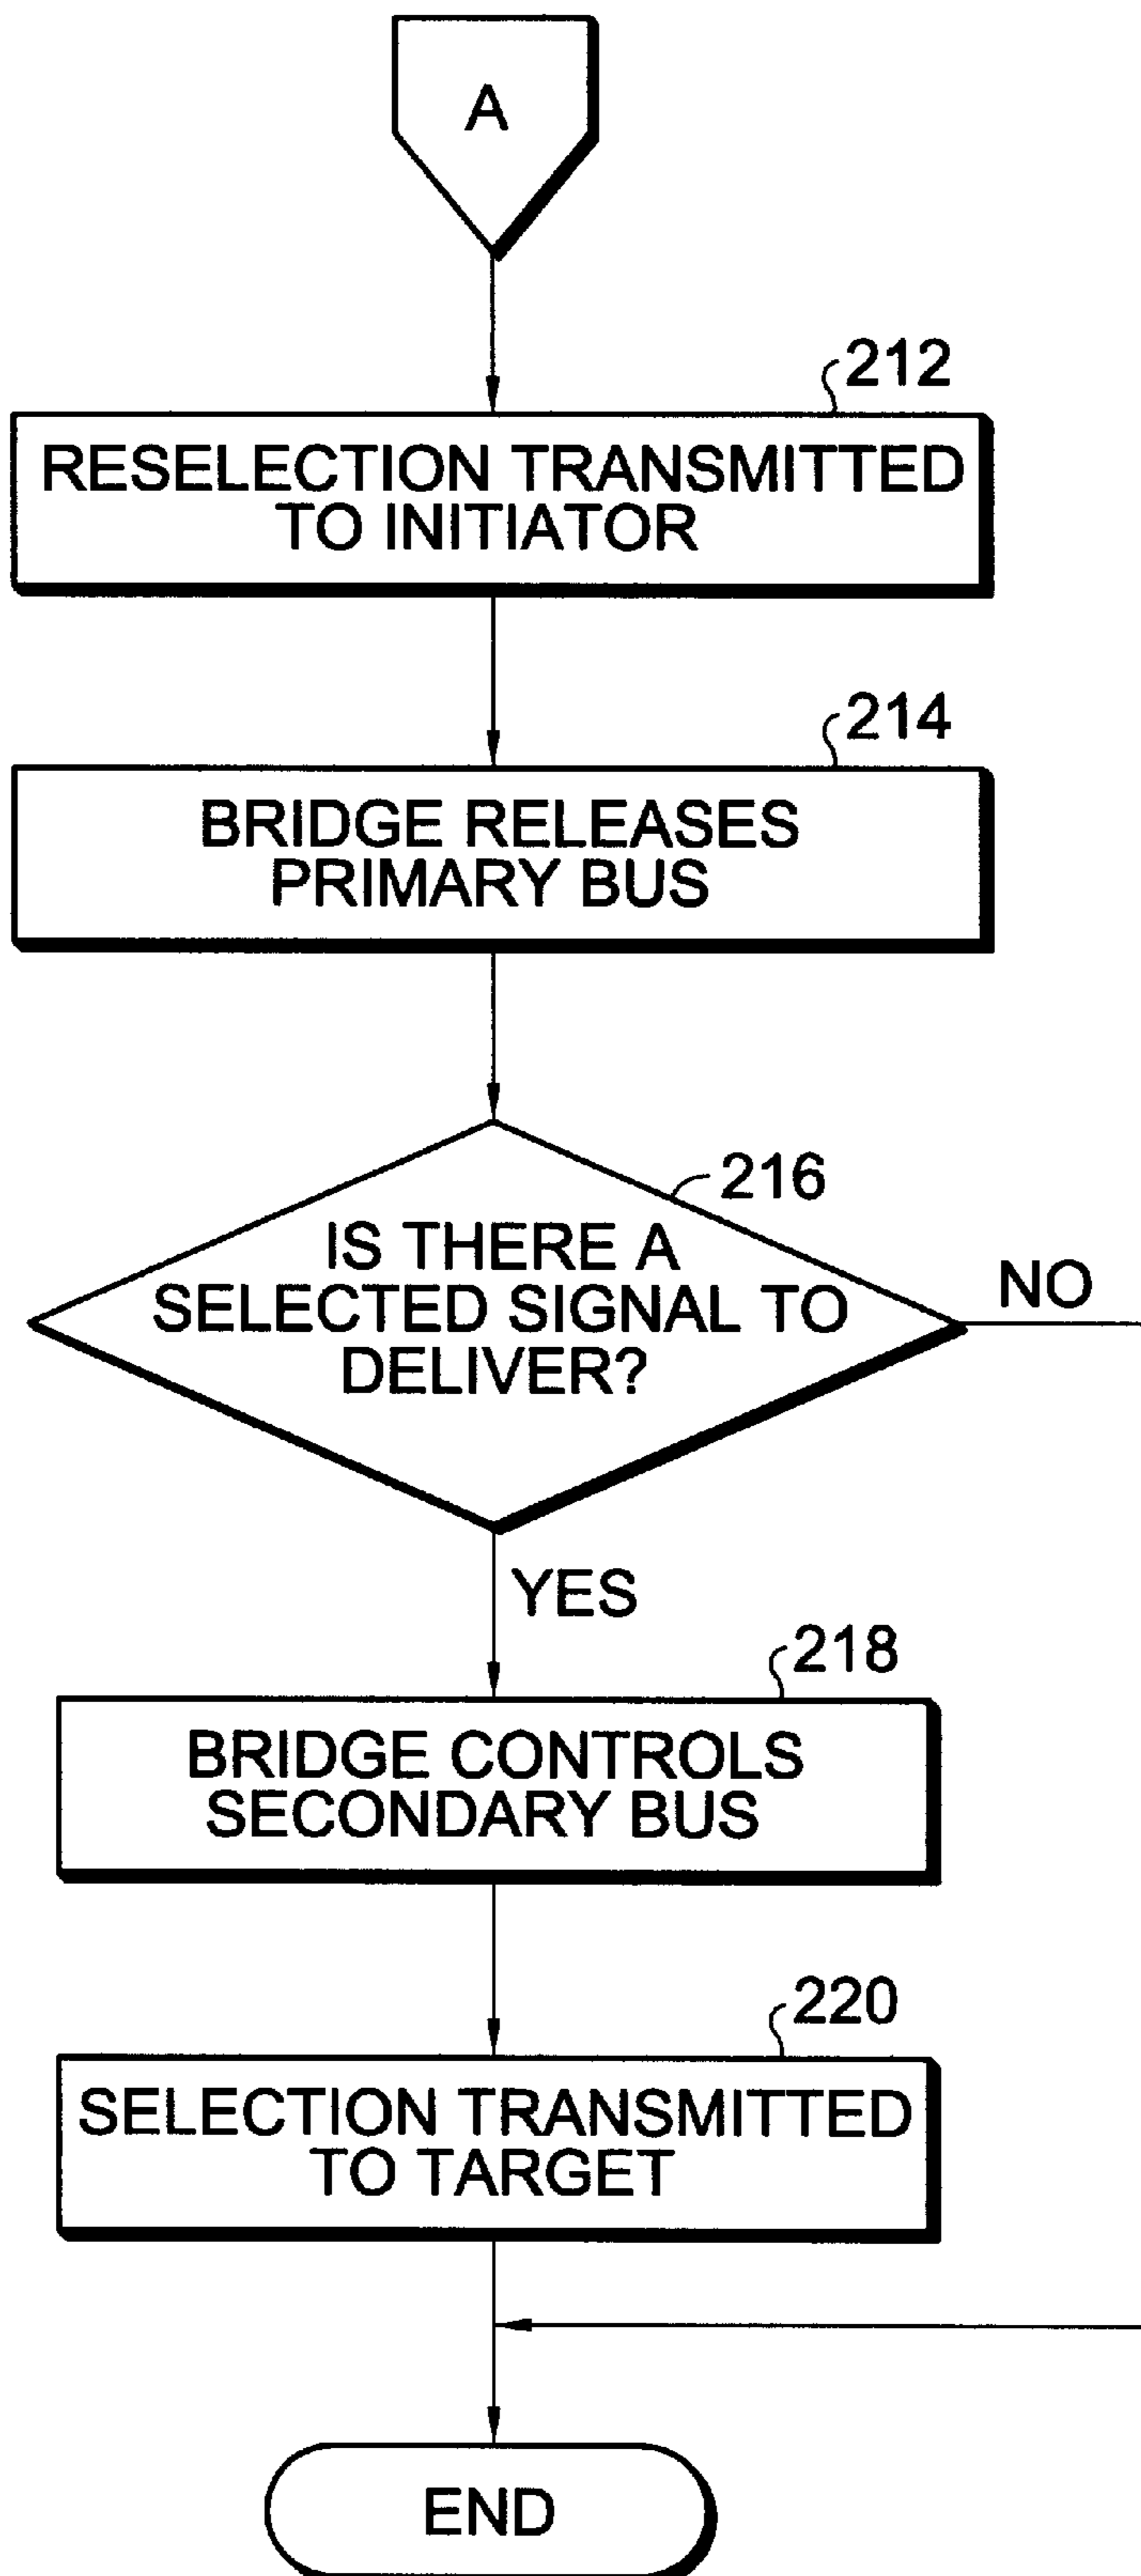 A
212
RESELECTION TRANSMITTED
TO INITIATOR
214
BRIDGE RELEASES
PRIMARY BUS
216
IS THERE A
SELECTED SIGNAL TO
DELIVER?
NO
YES
218
BRIDGE CONTROLS
SECONDARY BUS
220
SELECTION TRANSMITTED
TO TARGET
END